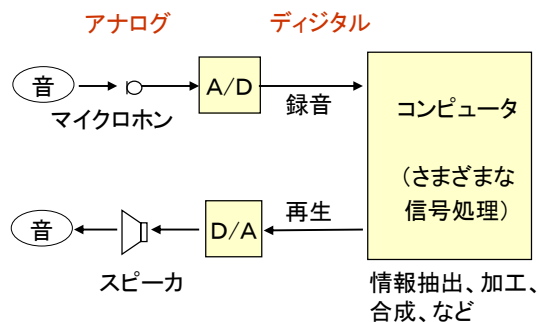 アナログ
ディジタル
音
A/D
マイクロホン
録音
コンピュータ
(さまざまな
信号処理)
音
D/A
再生
スピーカ
情報抽出、加工、
合成、など